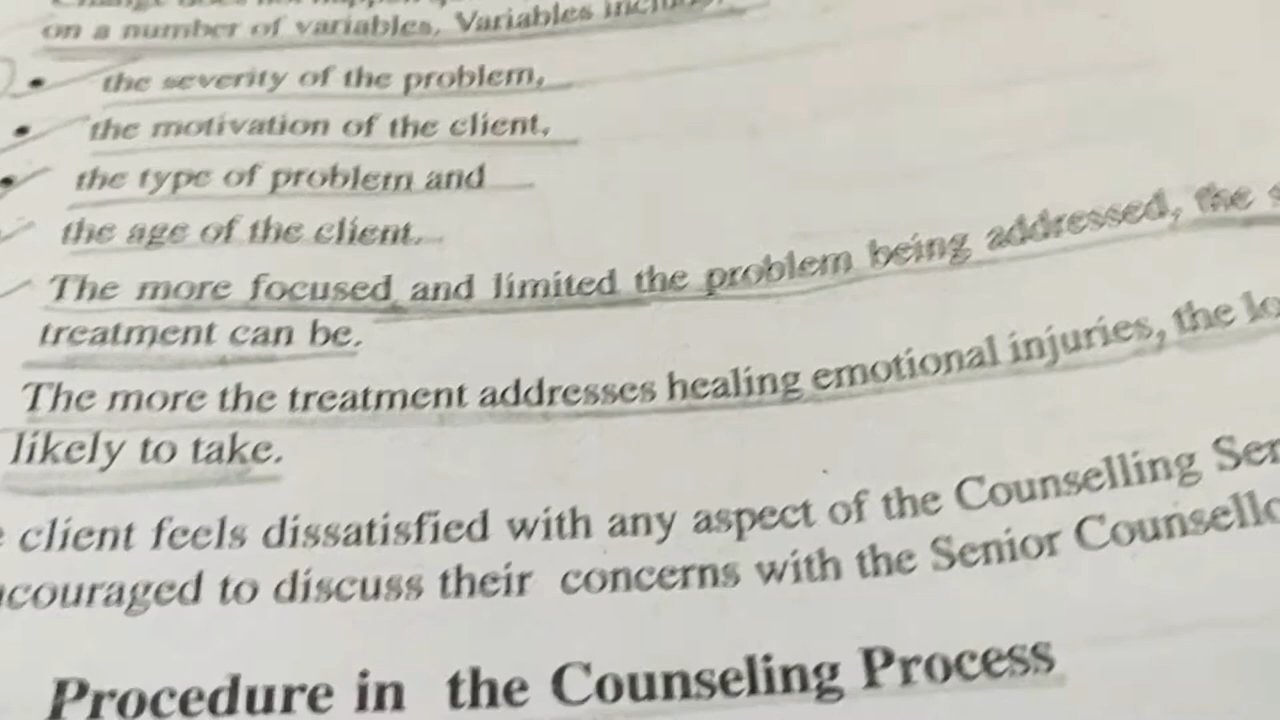 on a number of variables. Variables
the severity of the problem,
the motivation of the client,
the type of problem and
the age of the client.
The more focused and limited the problem being addressed, the
treatment can be.
The more the treatment addresses healing emotional injuries, the
likely to take.
client feels dissatisfied with any aspect of the Counselling
to discuss their concerns with the Senior
Procedure in the Counseling Process